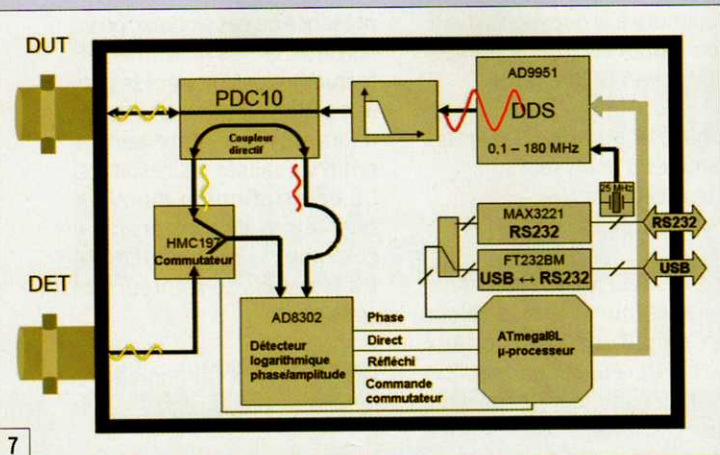 DUT
AD9951
PDC10
DDS
Coupleur
directif
0,1 – 180 MHz
25 MHz
MAX3221
RS232
RS232
HMC197
Commutateur
FT232BM
USB ↔ RS232
USB
DET
AD8302
Détecteur
logarithmique
phase/amplitude
Phase
Direct
Réfléchi
Commande
commutateur
ATmegal8L
µ-processeur
7